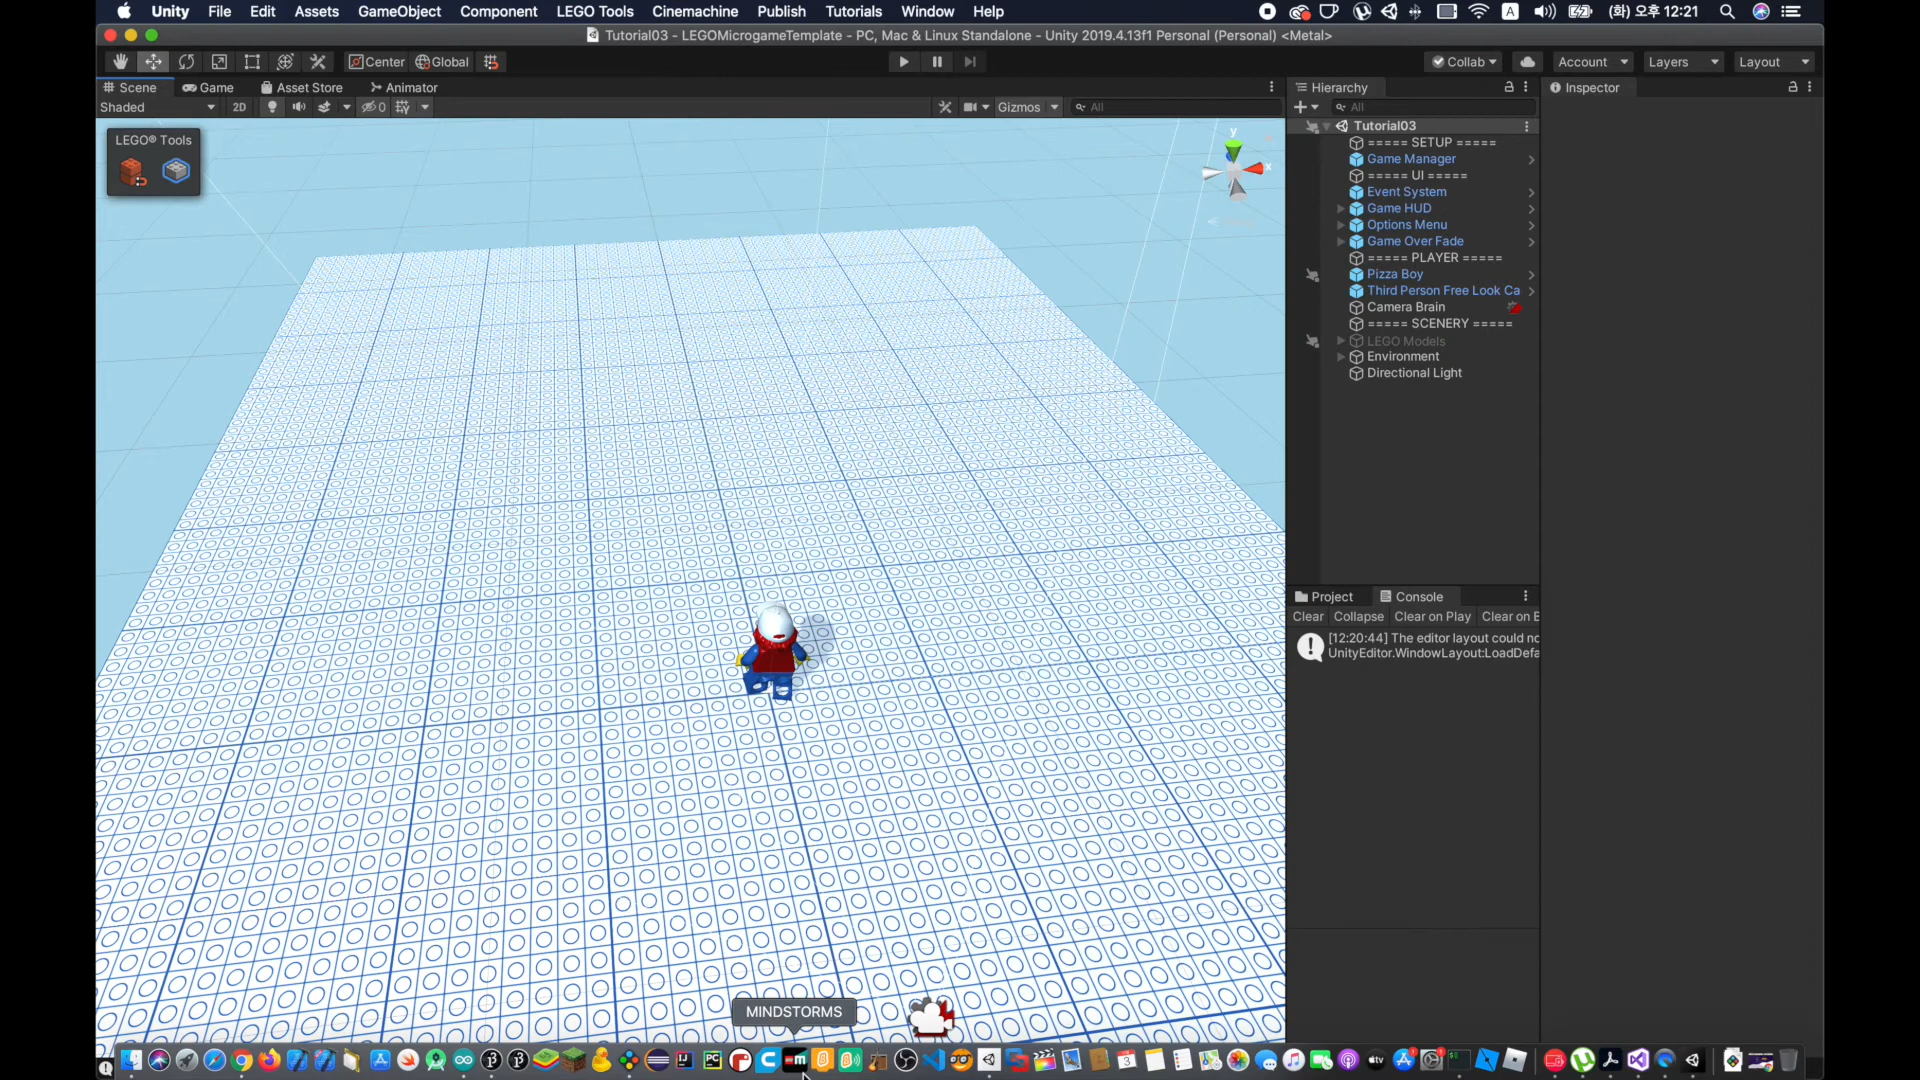 Unity File Edit Assets GameObject Component LEGO Tools Cinemachine Publish Tutorials Window Help A (화) 오후 12:21
Tutorial03 - LEGOMicrogameTemplate - PC, Mac & Linux Standalone - Unity 2019.4.13f1 Personal (Personal) <Metal>
Center Global Collab Account Layers Layout
Scene Game Asset Store Animator Hierarchy Inspector
Shaded 2D 0 Gizmos All All
LEGO® Tools
y
x
Tutorial03
===== SETUP =====
Game Manager
===== UI =====
Event System
Game HUD
Options Menu
Game Over Fade
===== PLAYER =====
Pizza Boy
Third Person Free Look Ca
Camera Brain
===== SCENERY =====
LEGO Models
Environment
Directional Light
Project Console
Clear Collapse Clear on Play Clear on E
[12:20:44] The editor layout could no
UnityEditor.WindowLayout:LoadDefa
MINDSTORMS